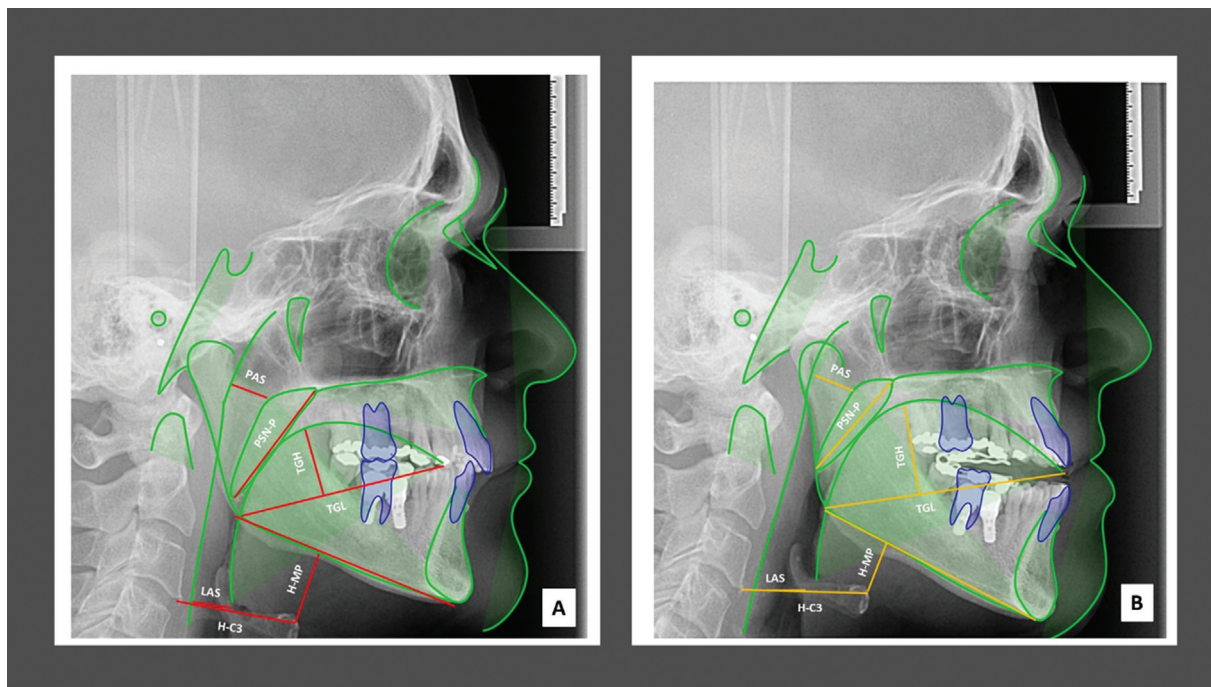 PAS
PSN-P
TGH
TGL
H-MP
LAS
H-C3
A
PAS
PSN-P
TGH
TGL
H-MP
LAS
H-C3
B